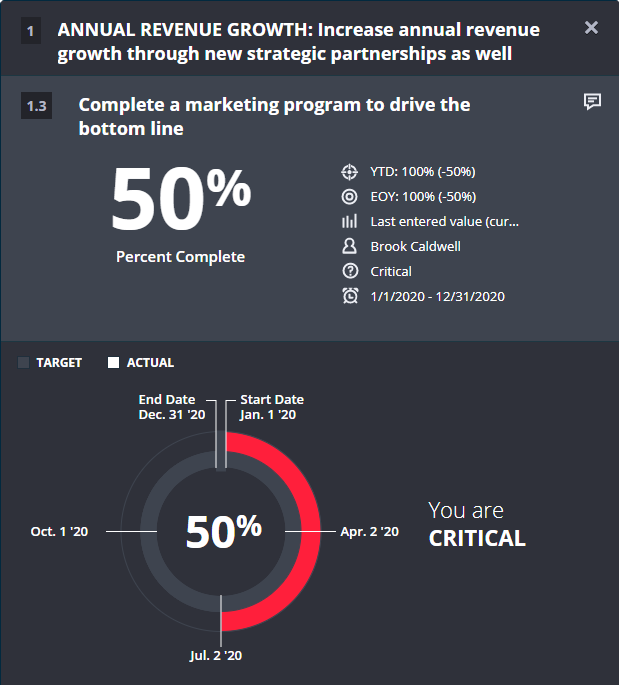 1
ANNUAL REVENUE GROWTH: Increase annual revenue
growth through new strategic partnerships as well
1.3
Complete a marketing program to drive the
bottom line
50%
Percent Complete
YTD: 100% (-50%)
EOY: 100% (-50%)
Last entered value (cur...
Brook Caldwell
Critical
1/1/2020 - 12/31/2020
TARGET
ACTUAL
End Date
Dec. 31 '20
Start Date
Jan. 1 '20
Oct. 1 '20
50%
Apr. 2 '20
You are
CRITICAL
Jul. 2 '20